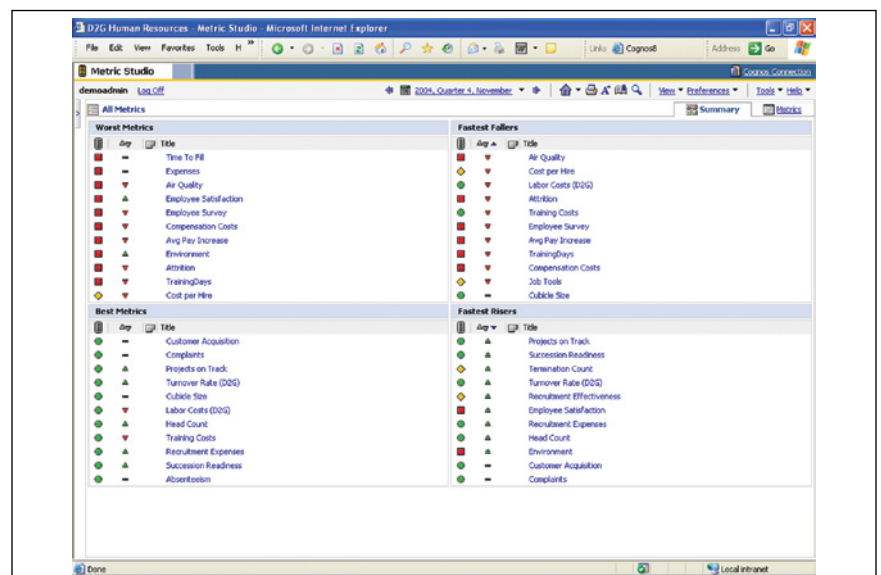 D2G Human Resources - Metric Studio - Microsoft Internet Explorer
File Edit View Favorites Tools H » Links Cognos8 Address Go
Metric Studio Cognos Connection
demoadmin Log Off 2004, Quarter 4, November View Preferences Tools Help
All Metrics Summary Metrics
Worst Metrics
Title
Time To Fill
Expenses
Air Quality
Employee Satisfaction
Employee Survey
Compensation Costs
Avg Pay Increase
Environment
Attrition
TrainingDays
Cost per Hire
Fastest Fallers
Title
Air Quality
Cost per Hire
Labor Costs (D2G)
Attrition
Training Costs
Employee Survey
Avg Pay Increase
TrainingDays
Compensation Costs
Job Tools
Cubicle Size
Best Metrics
Title
Customer Acquisition
Complaints
Projects on Track
Turnover Rate (D2G)
Cubicle Size
Labor Costs (D2G)
Head Count
Training Costs
Recruitment Expenses
Succession Readiness
Absenteeism
Fastest Risers
Title
Projects on Track
Succession Readiness
Termination Count
Turnover Rate (D2G)
Recruitment Effectiveness
Employee Satisfaction
Recruitment Expenses
Head Count
Environment
Customer Acquisition
Complaints
Done Local intranet